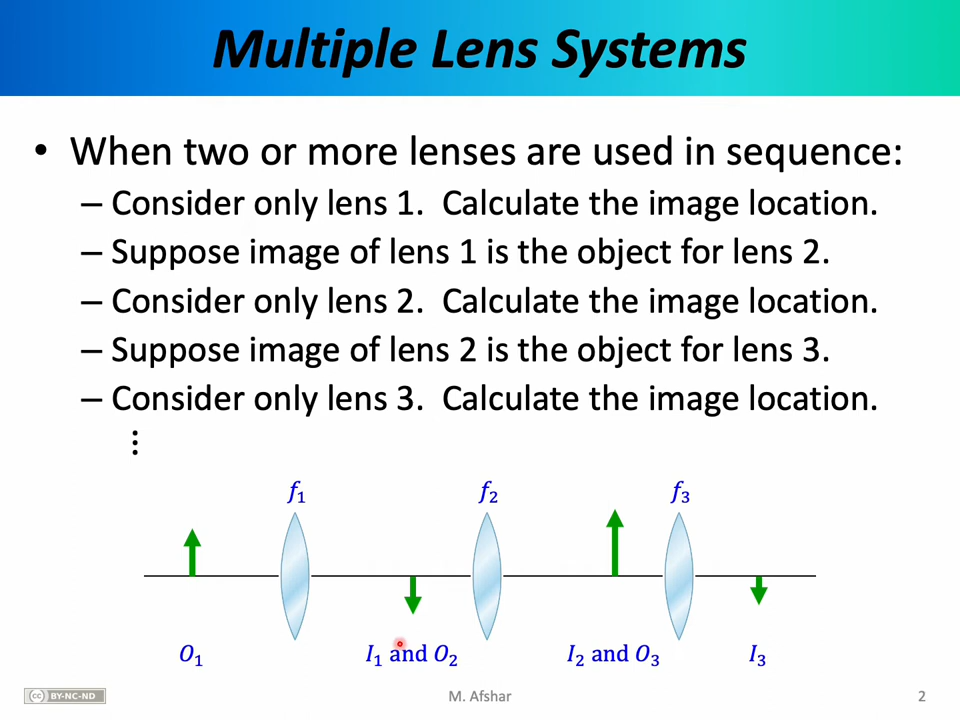 Multiple Lens Systems
• When two or more lenses are used in sequence:
– Consider only lens 1. Calculate the image location.
– Suppose image of lens 1 is the object for lens 2.
– Consider only lens 2. Calculate the image location.
– Suppose image of lens 2 is the object for lens 3.
– Consider only lens 3. Calculate the image location.
⋮
f₁ f₂ f₃
O₁ I₁ and O₂ I₂ and O₃ I₃
cc BY-NC-ND M. Afshar 2